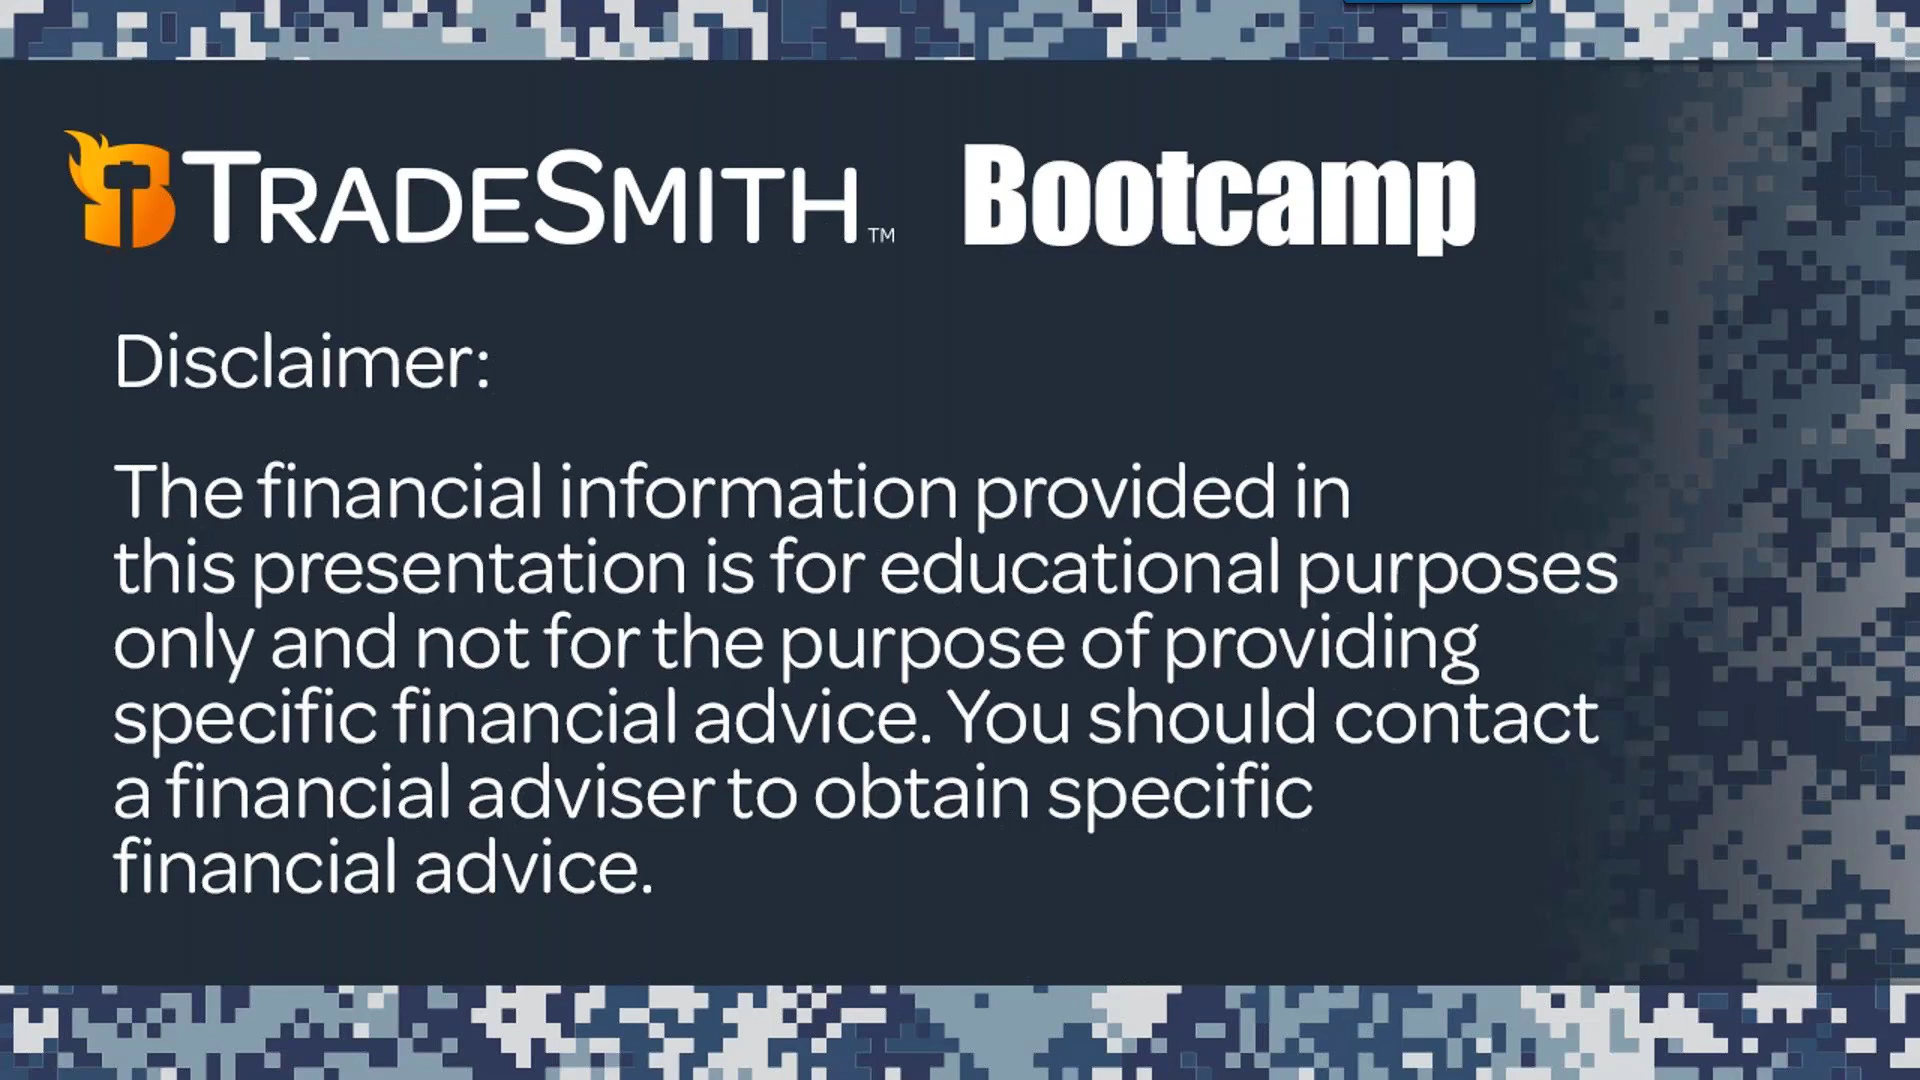 TRADESMITH™ Bootcamp
Disclaimer:
The financial information provided in
this presentation is for educational purposes
only and not for the purpose of providing
specific financial advice. You should contact
a financial adviser to obtain specific
financial advice.